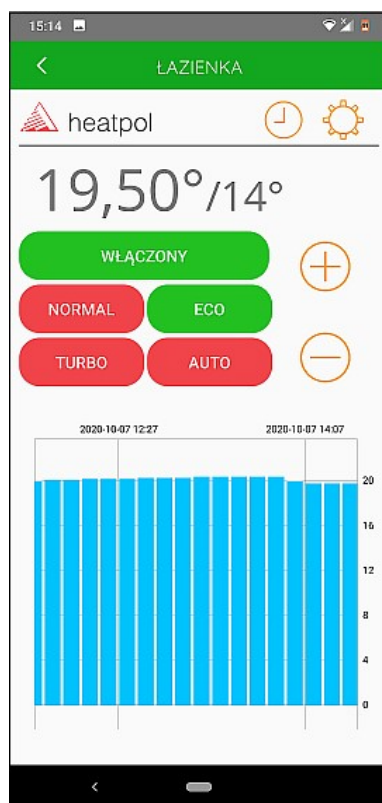 15:14
ŁAZIENKA
heatpol
19,50°/14°
WŁĄCZONY
NORMAL ECO
TURBO AUTO
2020-10-07 12:27 2020-10-07 14:07
20
16
12
8
4
0